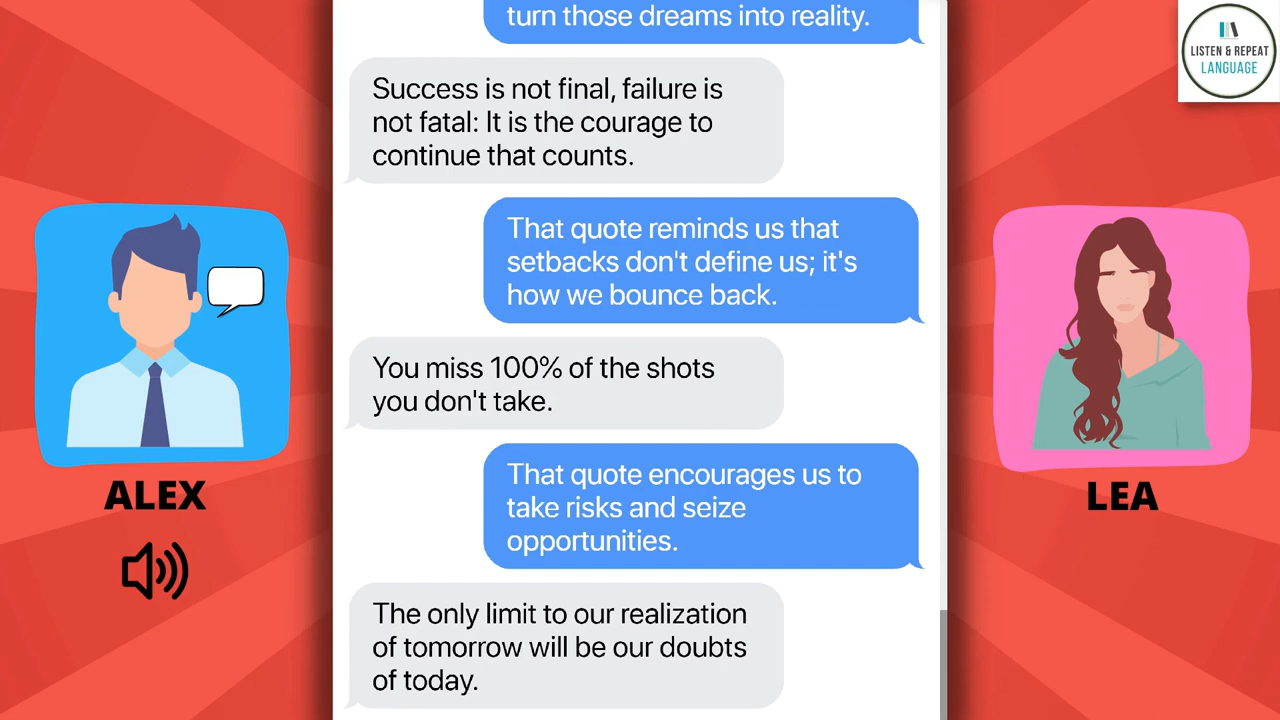 turn those dreams into reality.
LISTEN & REPEAT
LANGUAGE
Success is not final, failure is
not fatal: It is the courage to
continue that counts.
That quote reminds us that
setbacks don't define us; it's
how we bounce back.
You miss 100% of the shots
you don't take.
That quote encourages us to
take risks and seize
opportunities.
ALEX
LEA
The only limit to our realization
of tomorrow will be our doubts
of today.